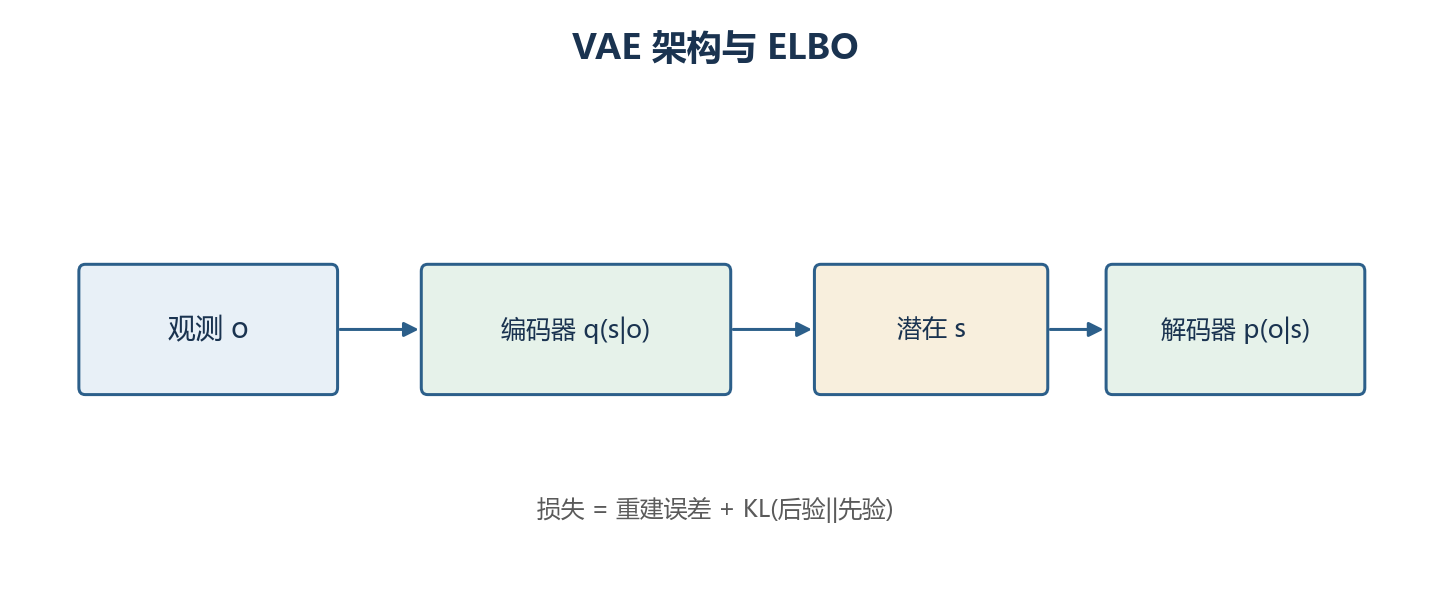 VAE 架构与 ELBO
观测 o
编码器 q(s|o)
潜在 s
解码器 p(o|s)
损失 = 重建误差 + KL(后验||先验)